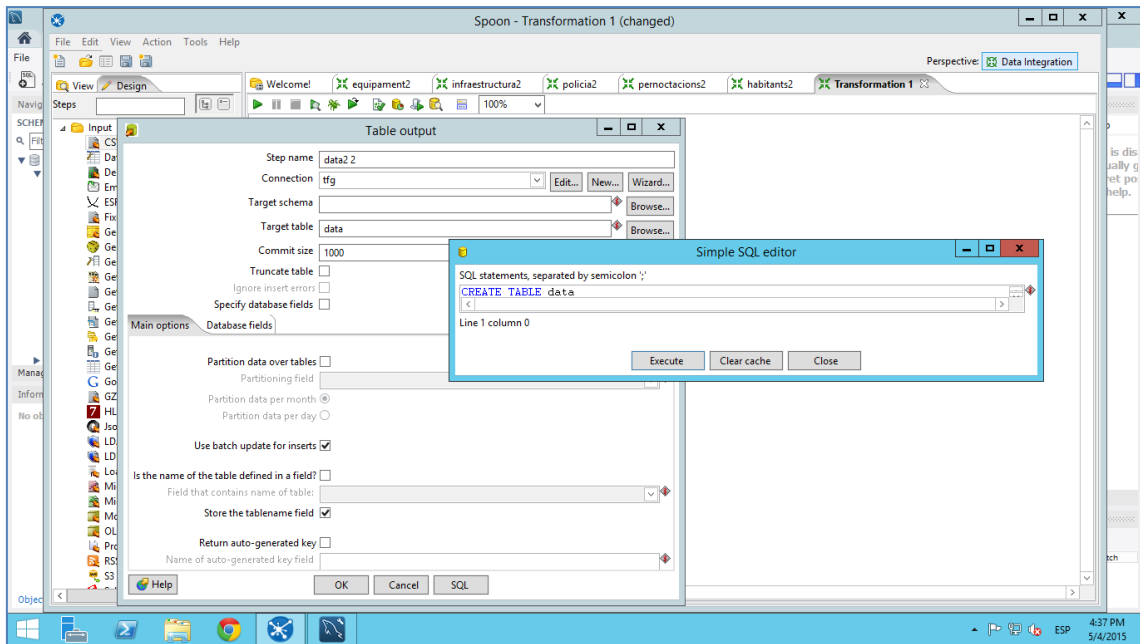 Spoon - Transformation 1 (changed)
File Edit View Action Tools Help
Perspective: Data Integration
View Design
Welcome! equipament2 infraestructura2 policia2 pernoctacions2 habitants2 Transformation 1
Steps
100%
Input
File
SQL
Table output
Step name data2 2
Connection tfg Edit... New... Wizard...
Target schema Browse...
Target table data Browse...
Commit size 1000
Truncate table
Ignore insert errors
Specify database fields
Main options Database fields
Partition data over tables
Partitioning field
Partition data per month
Partition data per day
Use batch update for inserts
Is the name of the table defined in a field?
Field that contains name of table:
Store the tablename field
Return auto-generated key
Name of auto-generated key field
Help OK Cancel SQL
Simple SQL editor
SQL statements, separated by semicolon ';'
CREATE TABLE data
Line 1 column 0
Execute Clear cache Close
help.
ESP
4:37 PM
5/4/2015